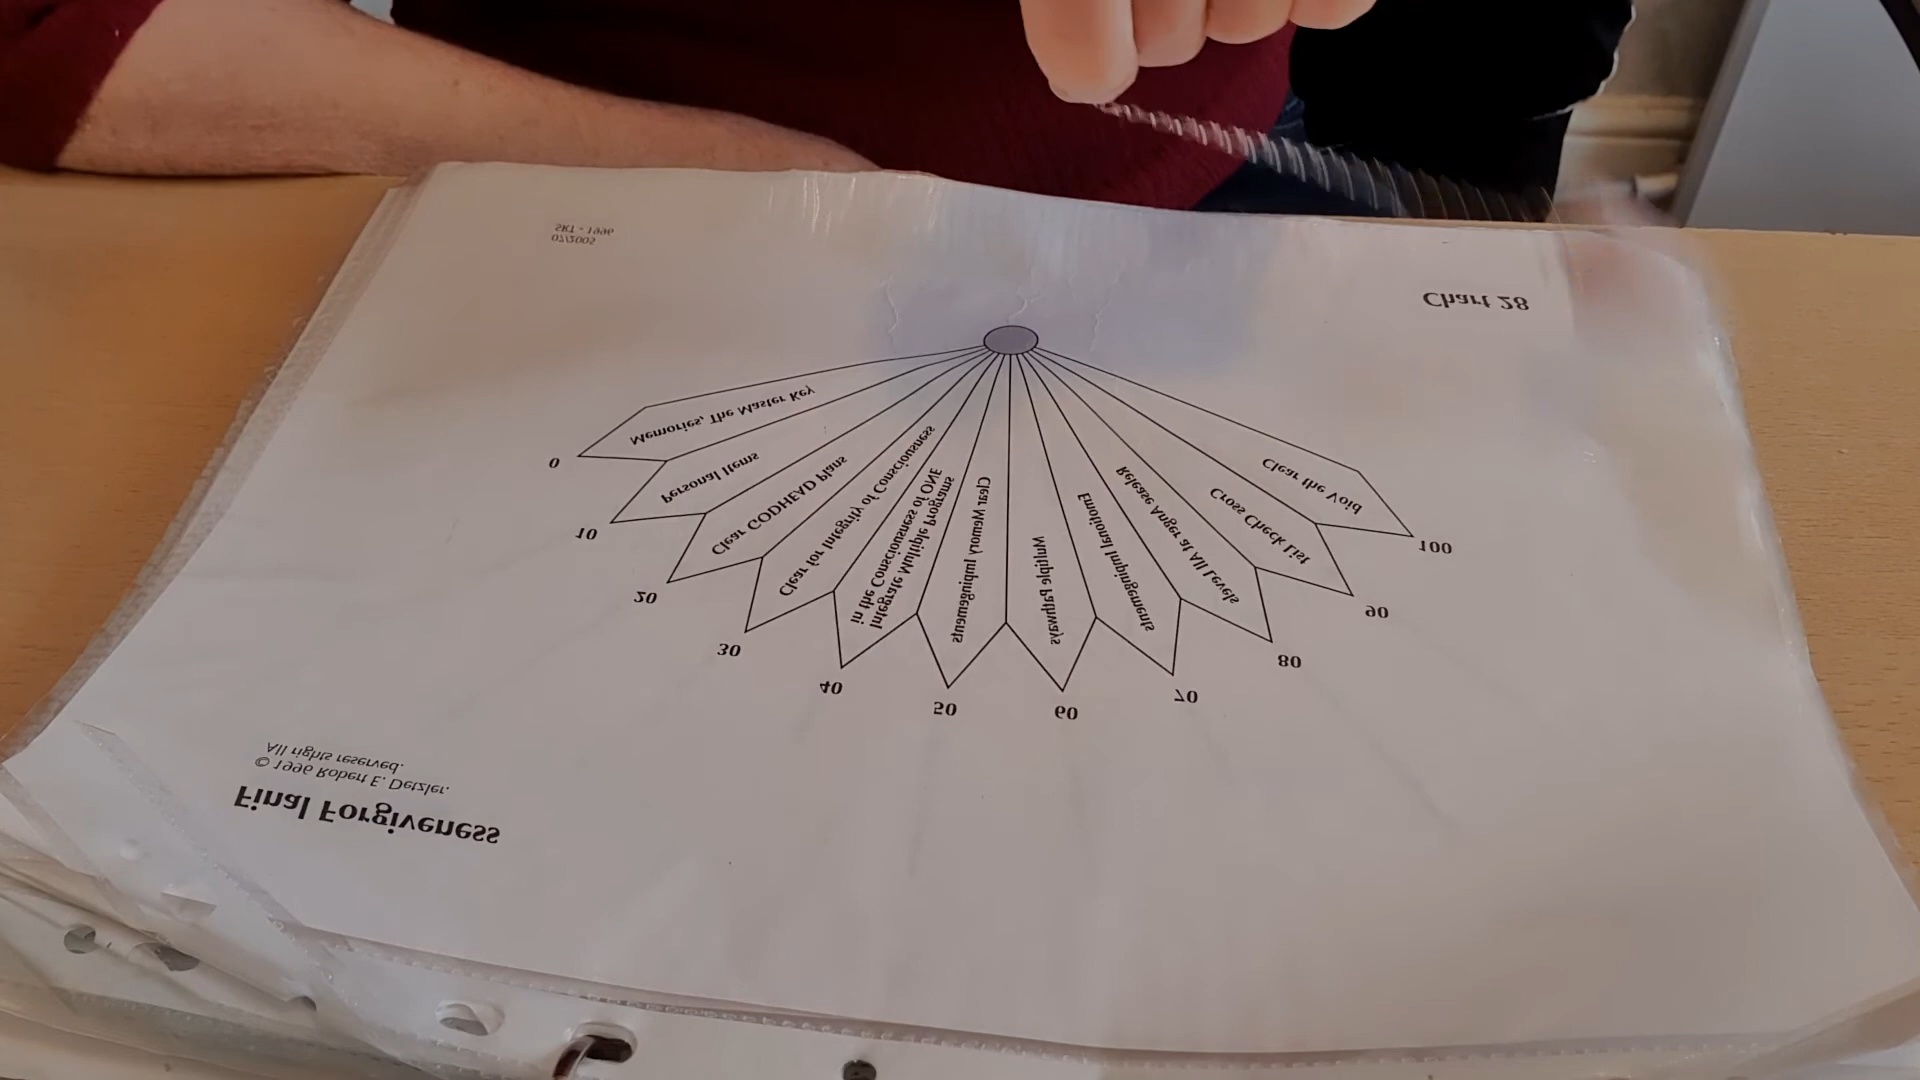 Final Forgiveness
© 1996 Robert E. Detzler.
All rights reserved.
0
10
20
30
40
50
60
70
80
90
100
Memories, The Master Key
Personal Items
Clear GODHEAD Plans
Clear for Integrity of Consciousness
Integrate Multiple Programs
in the Consciousness of ONE
Clear Memory Impingements
Multiple Pathways
Emotional Impingements
Release Anger at All Levels
Cross Check List
Clear the Void
Chart 28
07/2005
SRT - 1996